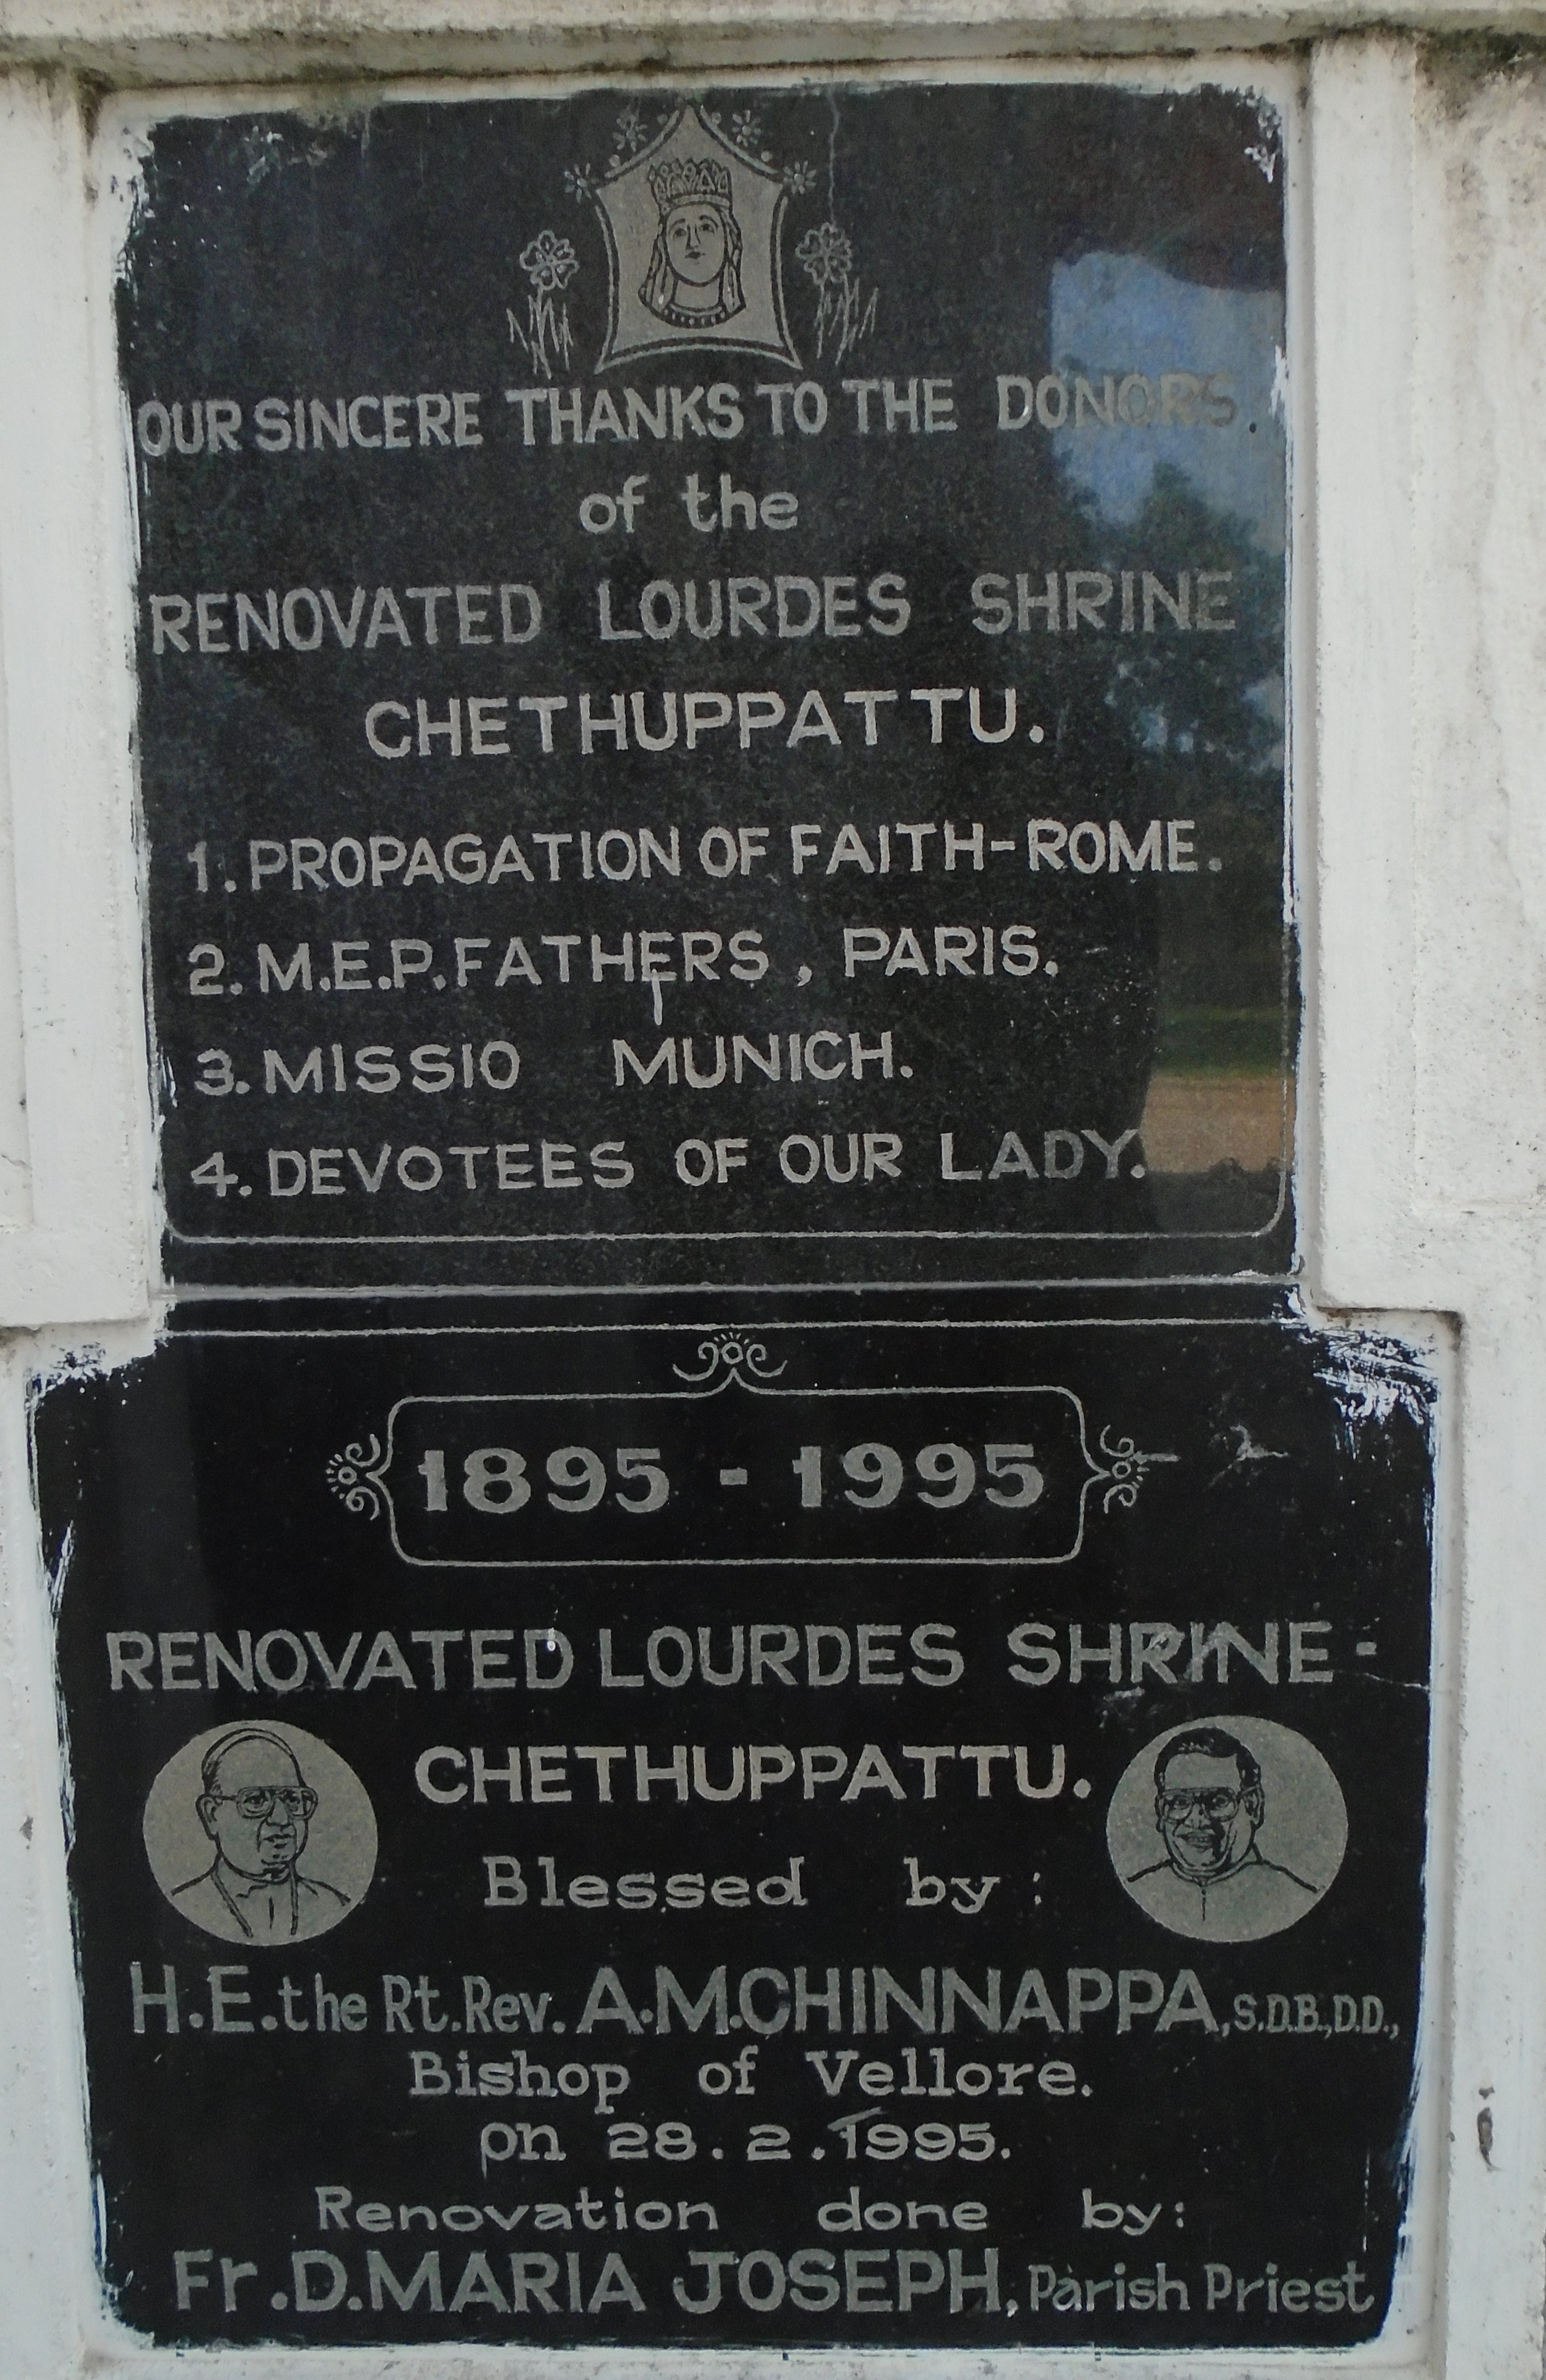 OUR SINCERE THANKS TO THE DONORS
of the
RENOVATED LOURDES SHRINE
CHETHUPPATTU.
1. PROPAGATION OF FAITH-ROME.
2. M.E.P. FATHERS, PARIS.
3. MISSIO MUNICH.
4. DEVOTEES OF OUR LADY.
1895 - 1995
RENOVATED LOURDES SHRINE -
CHETHUPPATTU.
Blessed by:
H.E. the Rt. Rev. A.M.CHINNAPPA, S.D.B., D.D.,
Bishop of Vellore.
on 28.2.1995.
Renovation done by:
Fr. D. MARIA JOSEPH, Parish Priest